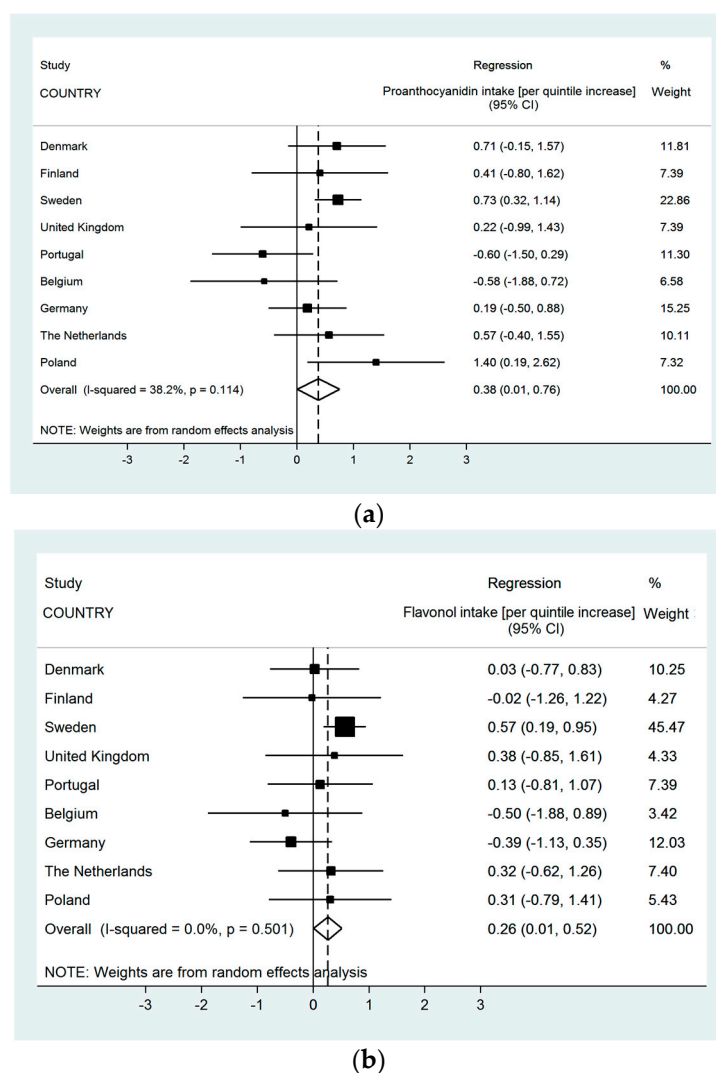 Study Regression %
COUNTRY Proanthocyanidin intake [per quintile increase] Weight
(95% CI)
Denmark 0.71 (-0.15, 1.57) 11.81
Finland 0.41 (-0.80, 1.62) 7.39
Sweden 0.73 (0.32, 1.14) 22.86
United Kingdom 0.22 (-0.99, 1.43) 7.39
Portugal -0.60 (-1.50, 0.29) 11.30
Belgium -0.58 (-1.88, 0.72) 6.58
Germany 0.19 (-0.50, 0.88) 15.25
The Netherlands 0.57 (-0.40, 1.55) 10.11
Poland 1.40 (0.19, 2.62) 7.32
Overall (I-squared = 38.2%, p = 0.114) 0.38 (0.01, 0.76) 100.00
NOTE: Weights are from random effects analysis
-3 -2 -1 0 1 2 3
(a)
Study Regression %
COUNTRY Flavonol intake [per quintile increase] Weight
(95% CI)
Denmark 0.03 (-0.77, 0.83) 10.25
Finland -0.02 (-1.26, 1.22) 4.27
Sweden 0.57 (0.19, 0.95) 45.47
United Kingdom 0.38 (-0.85, 1.61) 4.33
Portugal 0.13 (-0.81, 1.07) 7.39
Belgium -0.50 (-1.88, 0.89) 3.42
Germany -0.39 (-1.13, 0.35) 12.03
The Netherlands 0.32 (-0.62, 1.26) 7.40
Poland 0.31 (-0.79, 1.41) 5.43
Overall (I-squared = 0.0%, p = 0.501) 0.26 (0.01, 0.52) 100.00
NOTE: Weights are from random effects analysis
-3 -2 -1 0 1 2 3
(b)